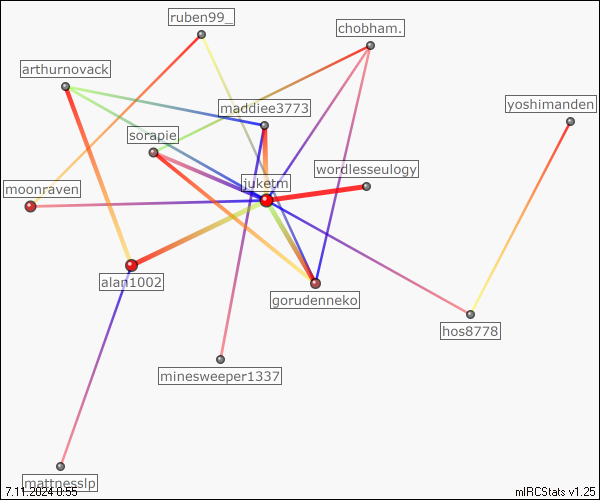 ruben99_
chobham.
arthurnovack
maddiee3773
yoshimanden
sorapie
wordlesseulogy
juketm
moonraven
alan1002
gorudenneko
hos8778
minesweeper1337
mattnesslp
7.11.2024 0:55
mIRCStats v1.25